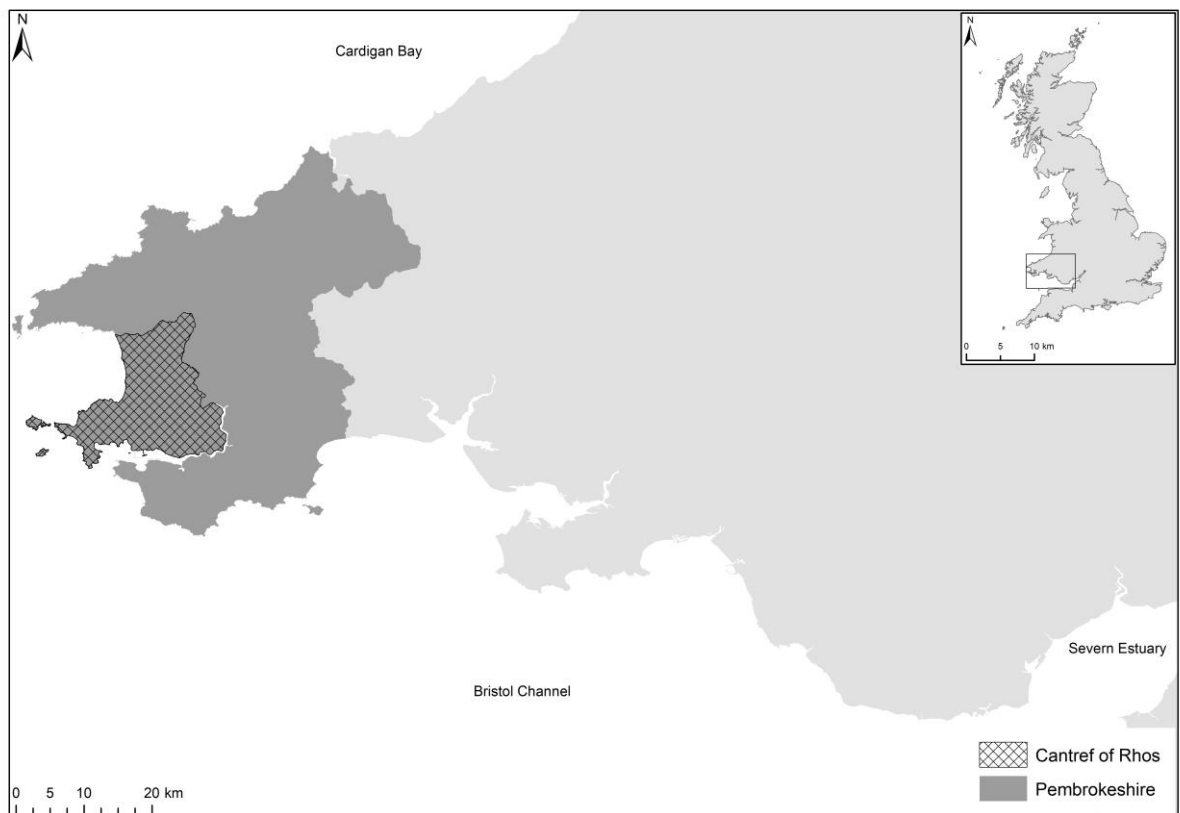 N
Cardigan Bay
N
0 5 10 km
Severn Estuary
Bristol Channel
Cantref of Rhos
Pembrokeshire
0 5 10 20 km